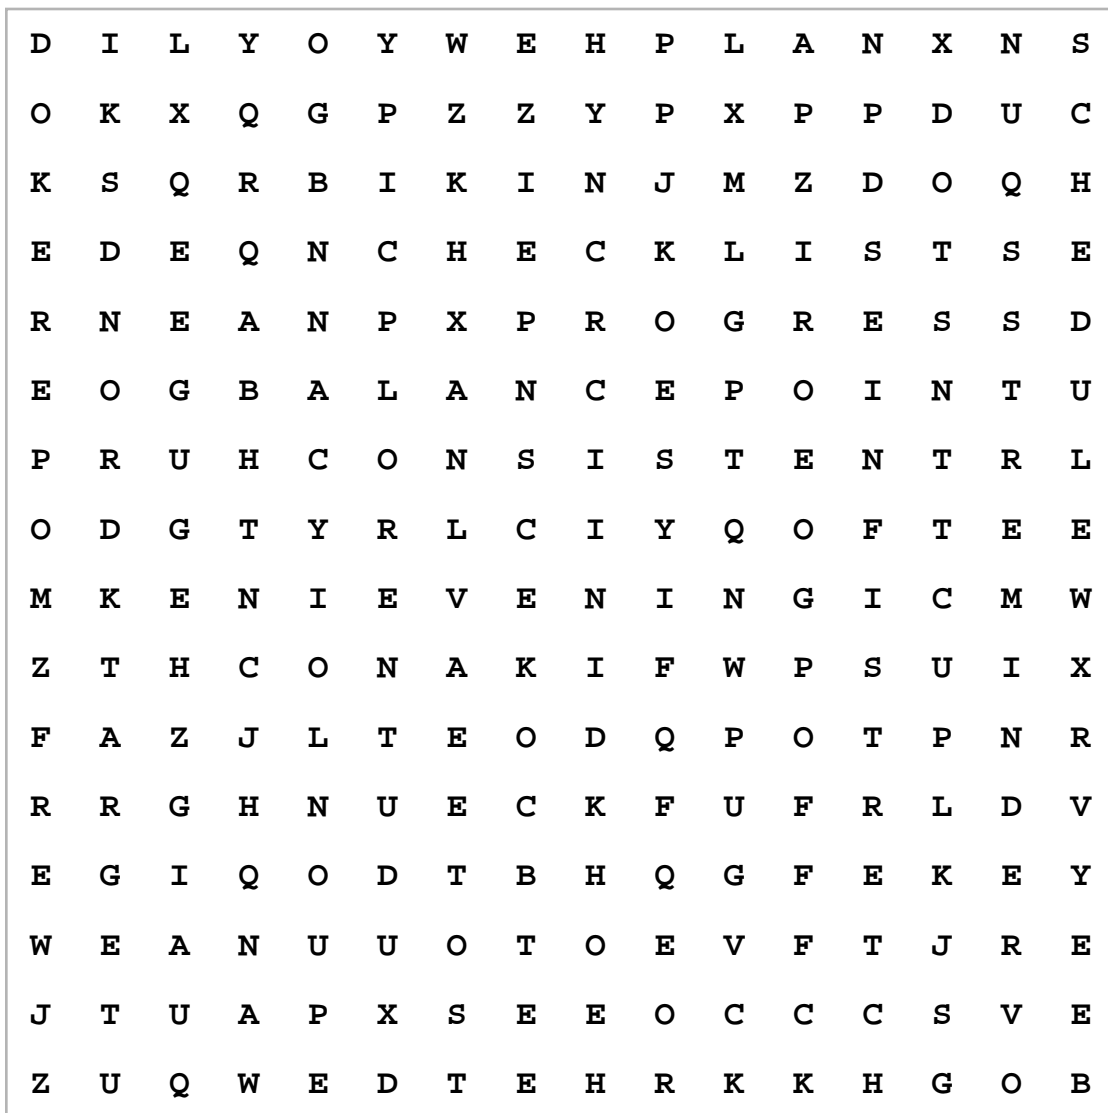 D I L Y O Y W E H P L A N X N S
O K X Q G P Z Z Y P X P P D U C
K S Q R B I K I N J M Z D O Q H
E D E Q N C H E C K L I S T S E
R N E A N P X P R O G R E S S D
E O G B A L A N C E P O I N T U
P R U H C O N S I S T E N T R L
O D G T Y R L C I Y Q O F T E E
M K E N I E V E N I N G I C M W
Z T H C O N A K I F W P S U I X
F A Z J L T E O D Q P O T P N R
R R G H N U E C K F U F R L D V
E G I Q O D T B H Q G F E K E Y
W E A N U U O T O E V F T J R E
J T U A P X S E E O C C C S V E
Z U Q W E D T E H R K K H G O B